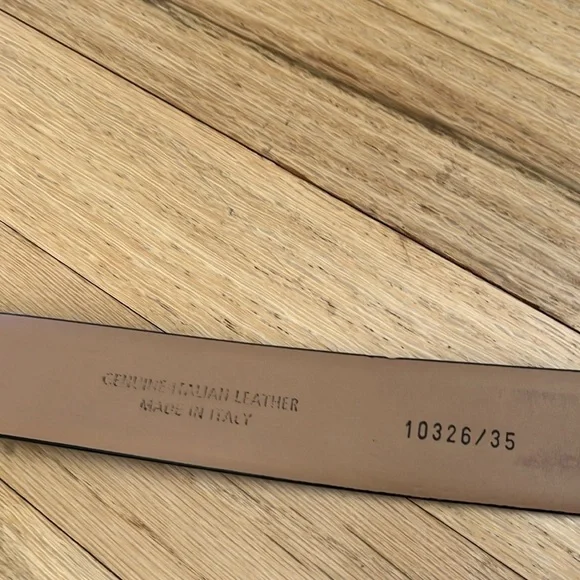 GENUINE ITALIAN LEATHER
MADE IN ITALY
10326/35